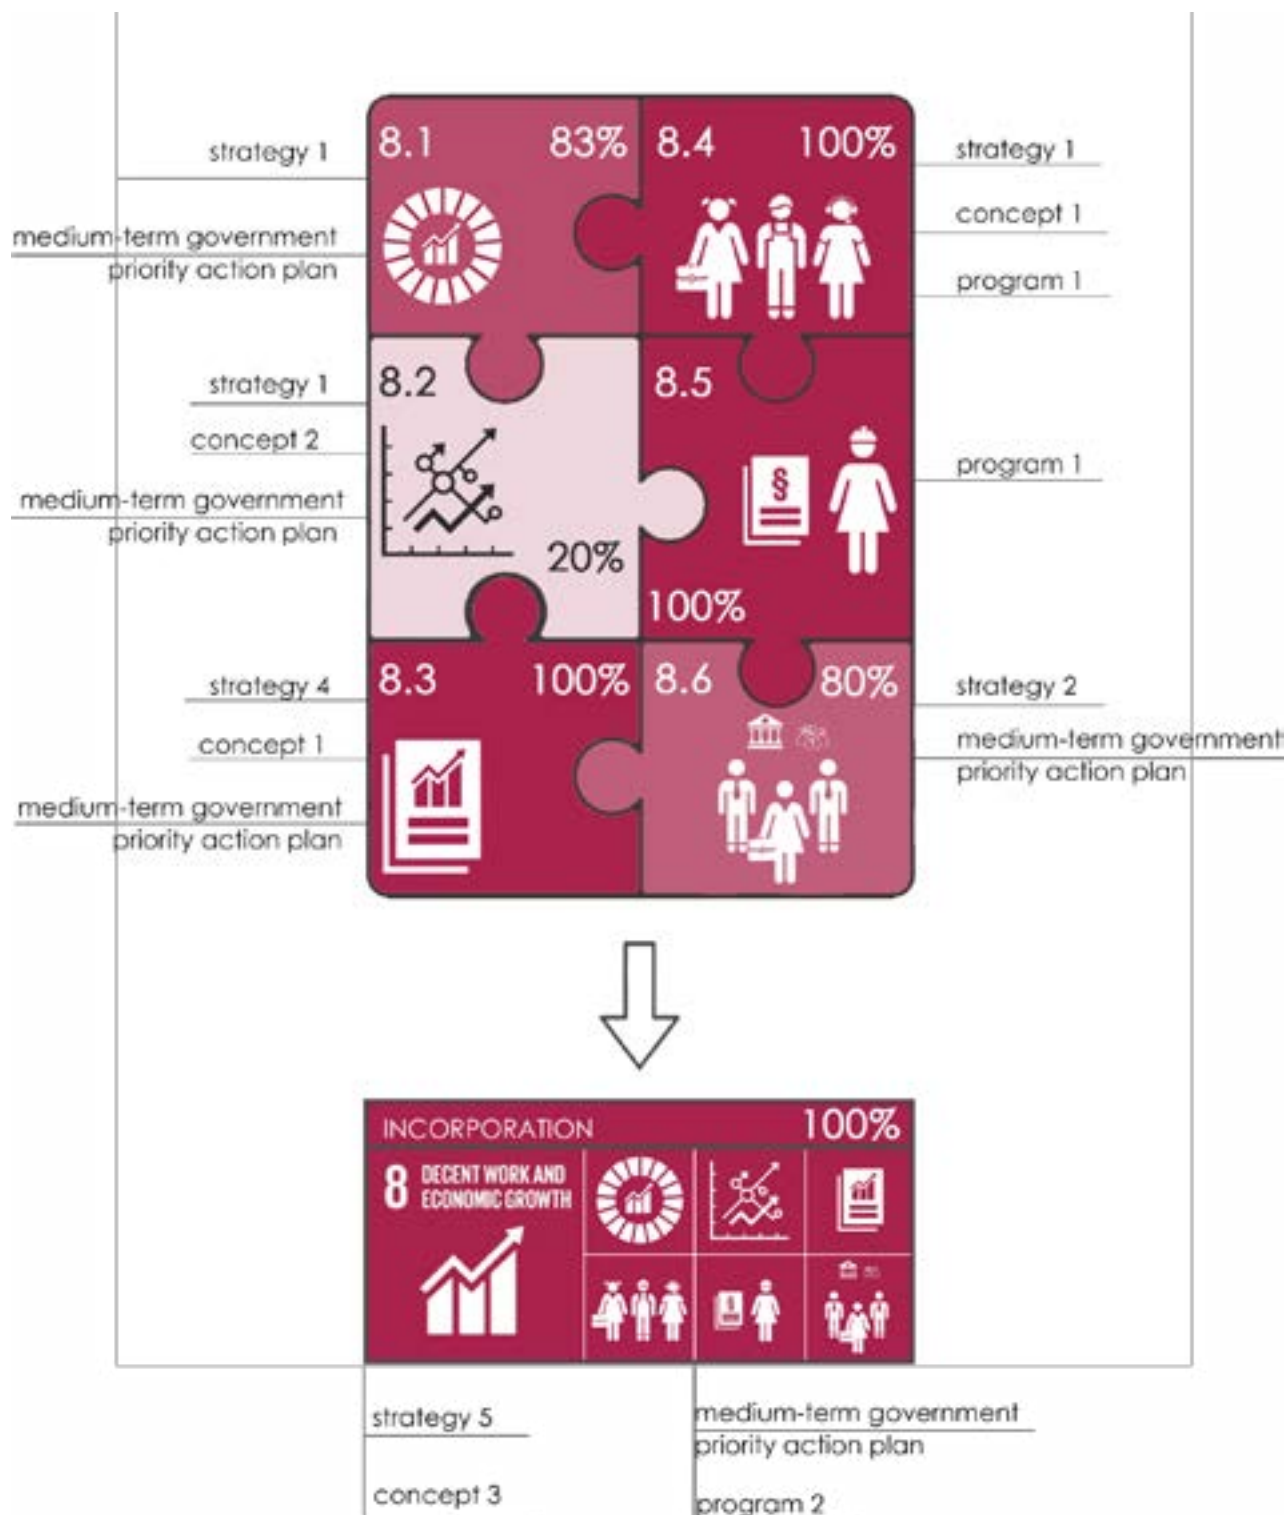 strategy 1
medium-term government
priority action plan
8.1 83%
8.4 100%
strategy 1
concept 1
program 1
strategy 1
concept 2
medium-term government
priority action plan
8.2
20%
8.5
§
100%
program 1
strategy 4
concept 1
medium-term government
priority action plan
8.3 100%
8.6 80%
strategy 2
medium-term government
priority action plan
INCORPORATION 100%
8 DECENT WORK AND
ECONOMIC GROWTH
§
strategy 5
concept 3
medium-term government
priority action plan
program 2